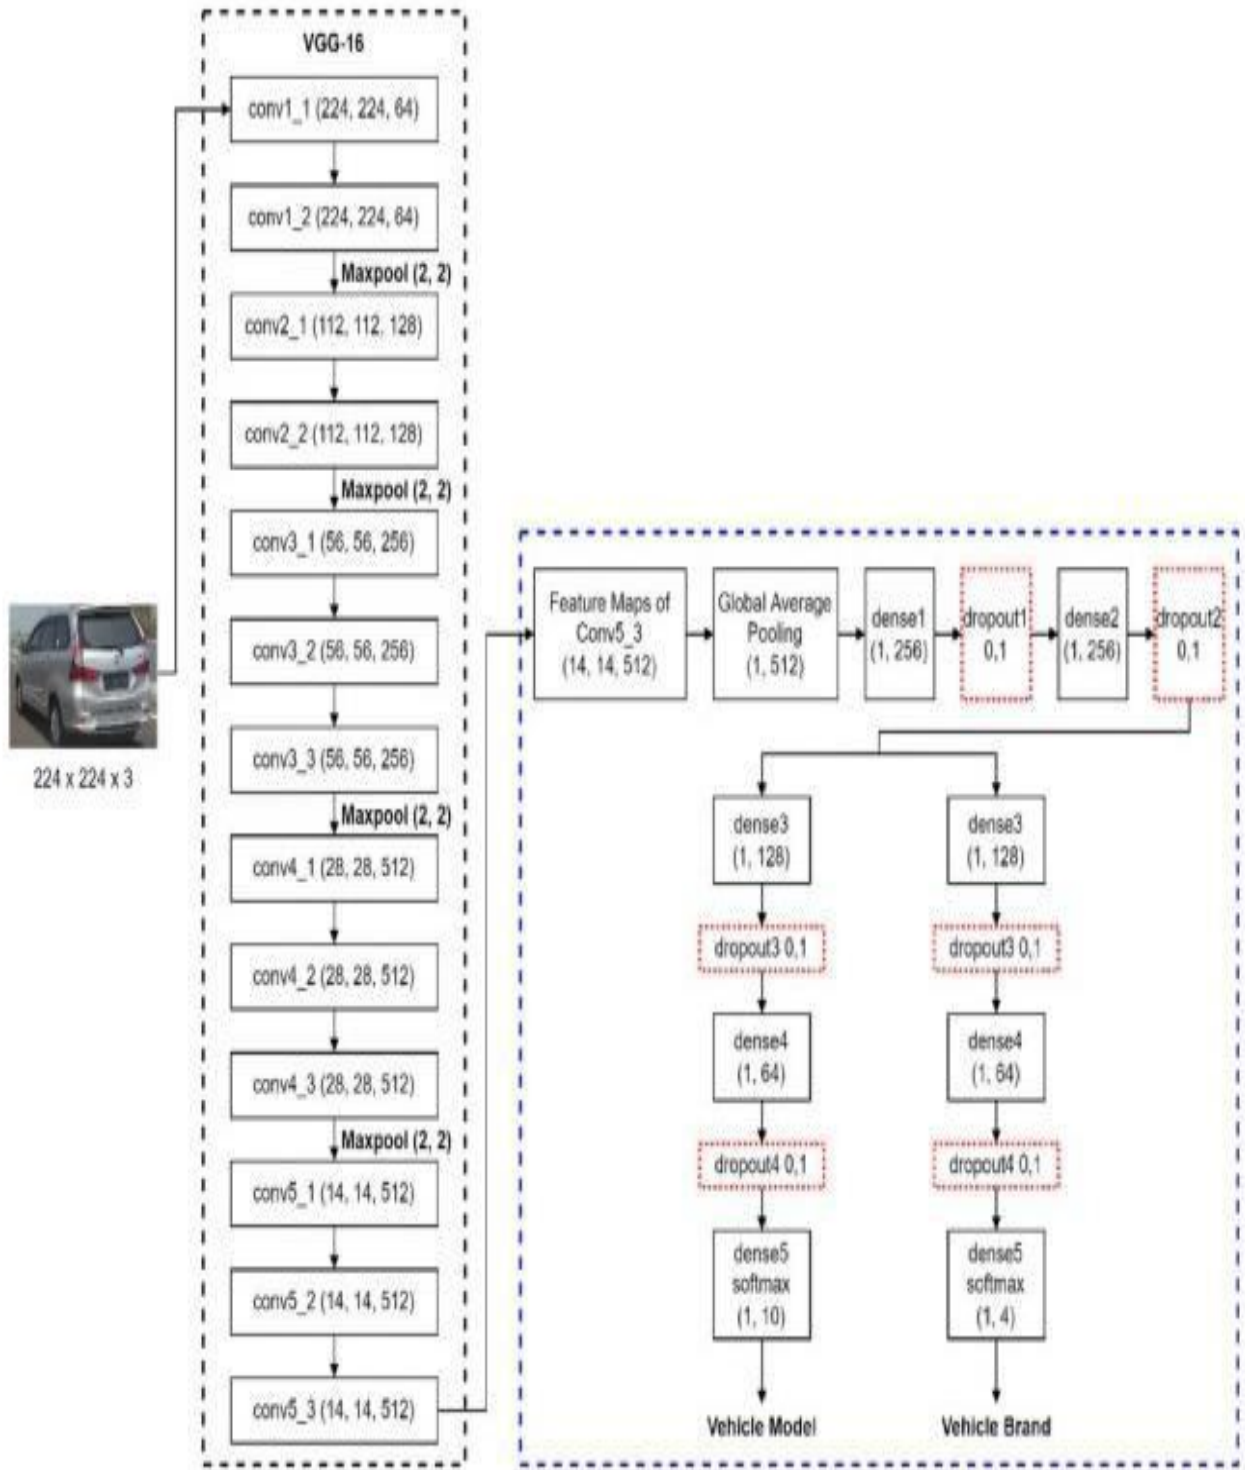 VGG-16
conv1_1 (224, 224, 64)
conv1_2 (224, 224, 64)
Maxpool (2, 2)
conv2_1 (112, 112, 128)
conv2_2 (112, 112, 128)
Maxpool (2, 2)
conv3_1 (56, 56, 256)
conv3_2 (56, 56, 256)
conv3_3 (56, 56, 256)
Maxpool (2, 2)
conv4_1 (28, 28, 512)
conv4_2 (28, 28, 512)
conv4_3 (28, 28, 512)
Maxpool (2, 2)
conv5_1 (14, 14, 512)
conv5_2 (14, 14, 512)
conv5_3 (14, 14, 512)
224 x 224 x 3
Feature Maps of
Conv5_3
(14, 14, 512)
Global Average
Pooling
(1, 512)
dense1
(1, 256)
dropout1
0,1
dense2
(1, 256)
dropout2
0,1
dense3
(1, 128)
dropout3 0,1
dense4
(1, 64)
dropout4 0,1
dense5
softmax
(1, 10)
Vehicle Model
dense3
(1, 128)
dropout3 0,1
dense4
(1, 64)
dropout4 0,1
dense5
softmax
(1, 4)
Vehicle Brand